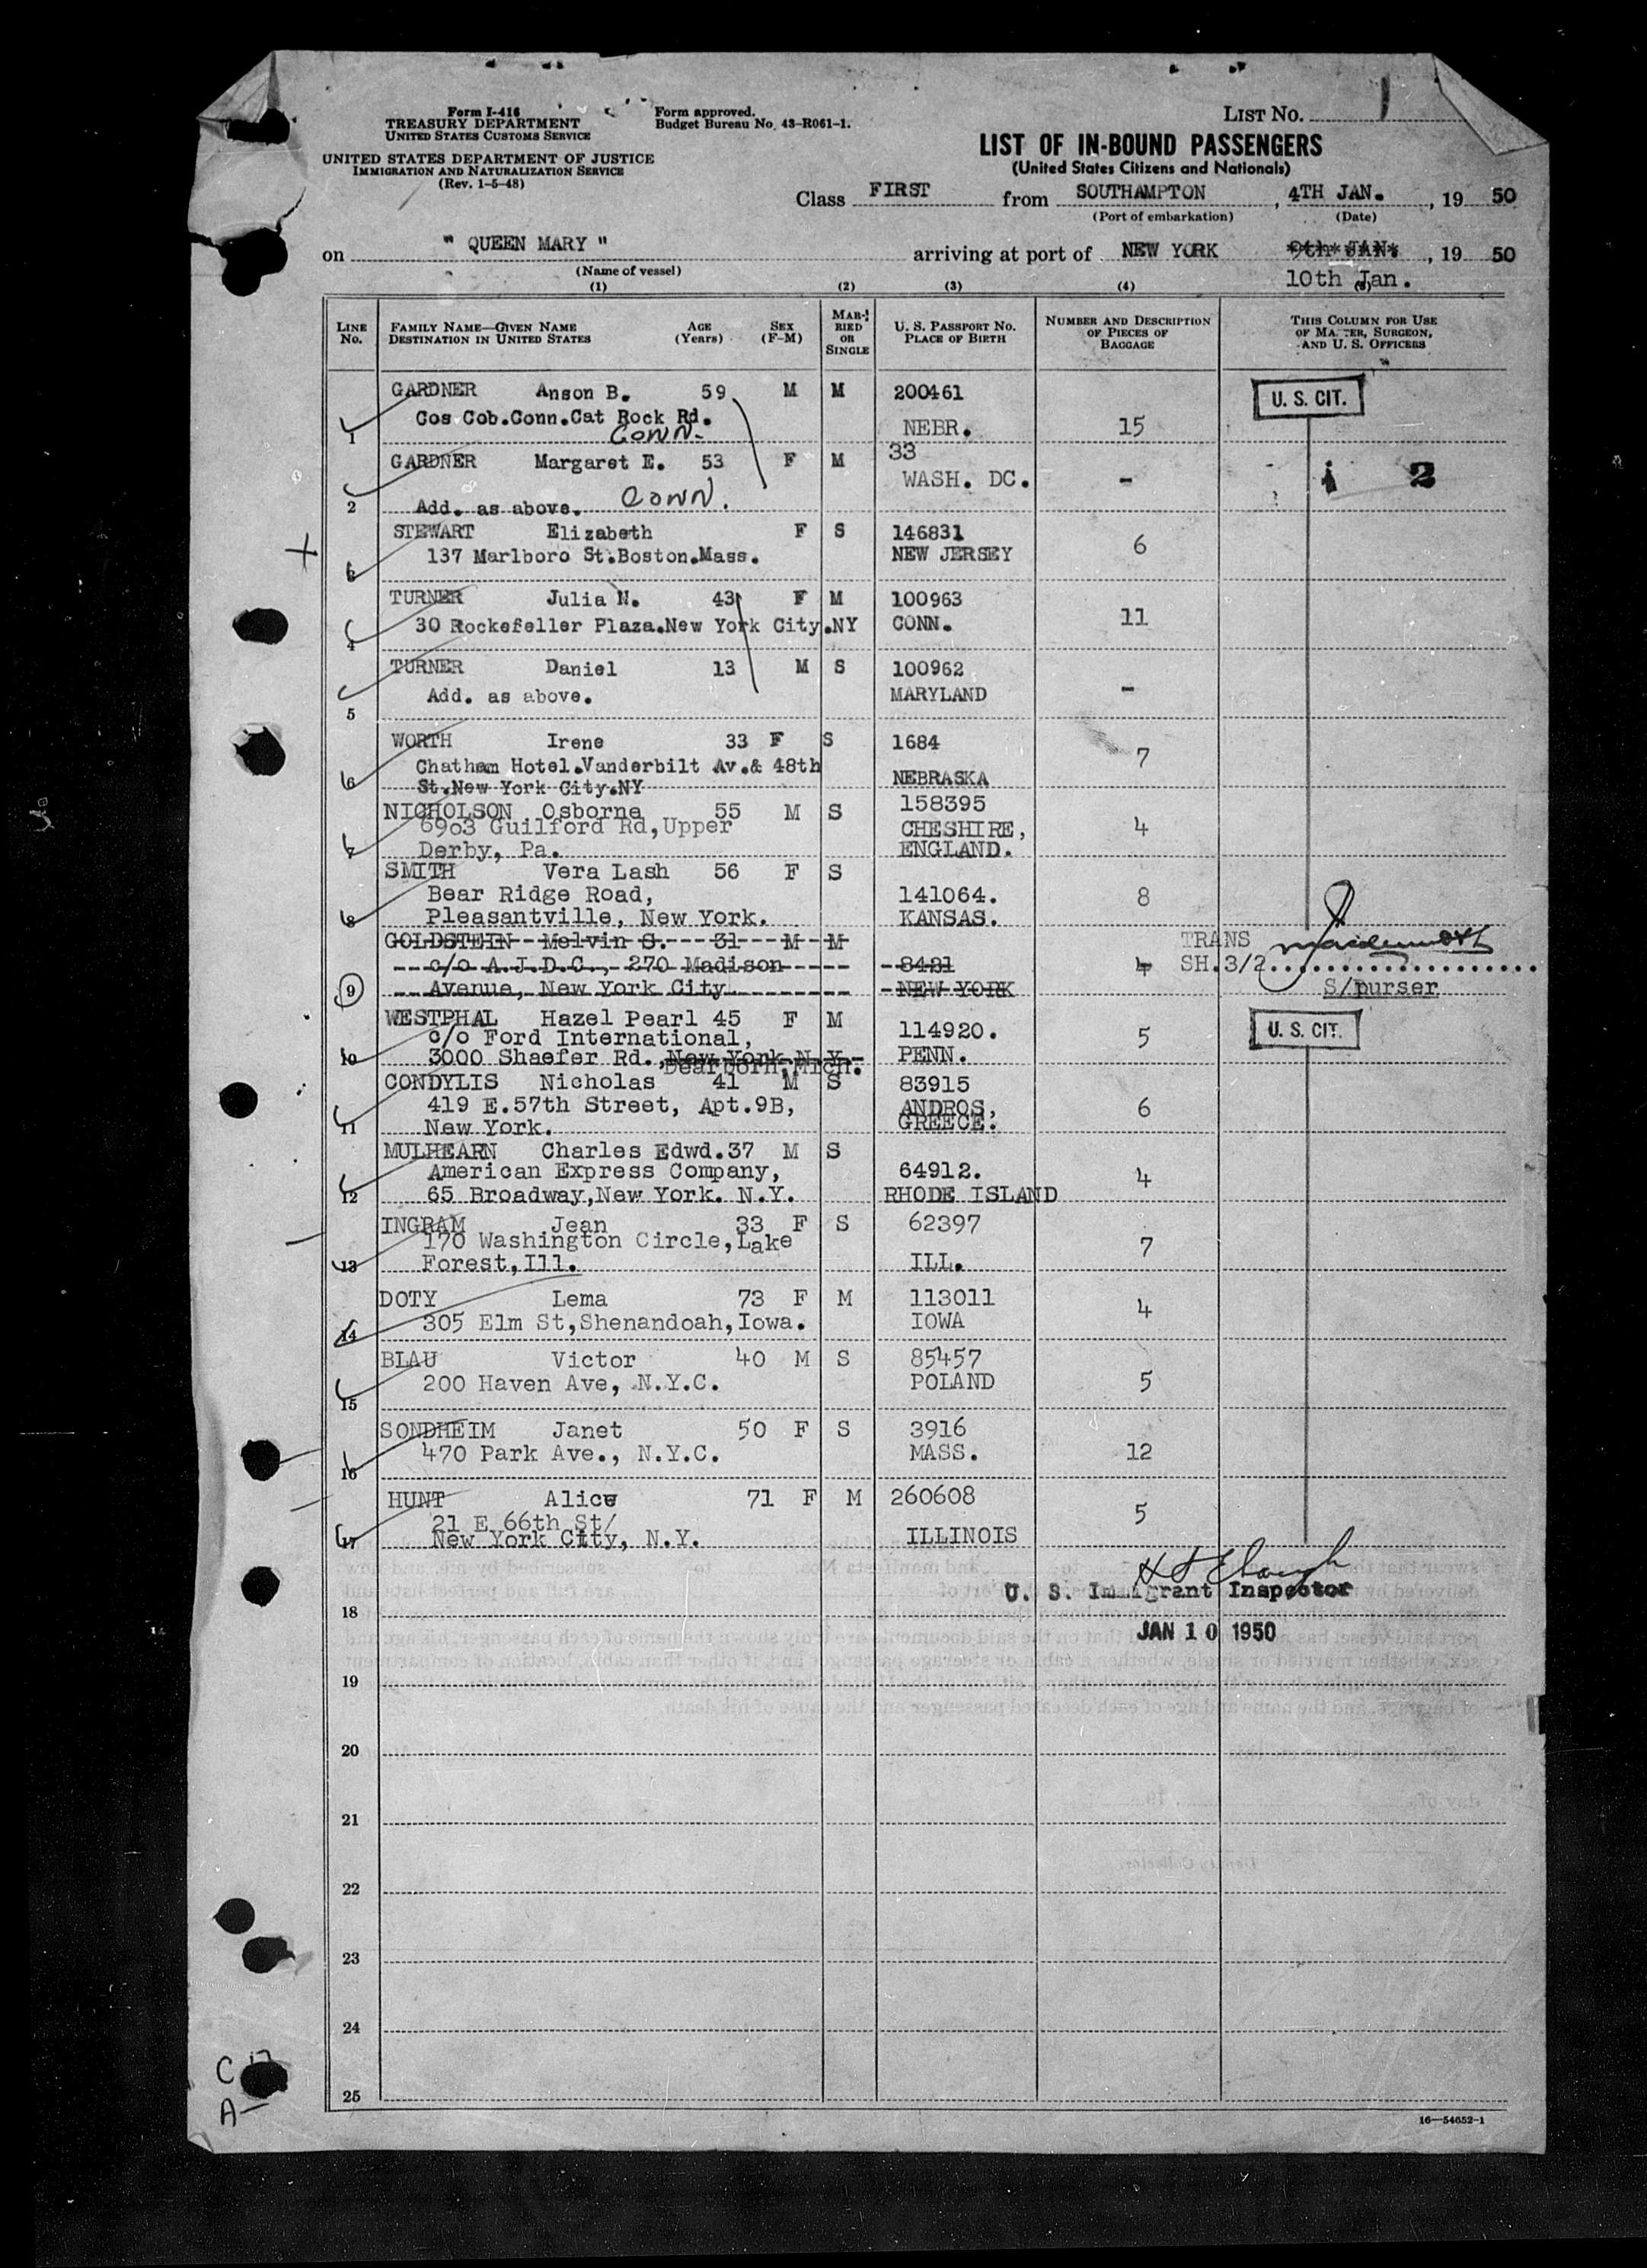 Form I-416
TREASURY DEPARTMENT
UNITED STATES CUSTOMS SERVICE
UNITED STATES DEPARTMENT OF JUSTICE
IMMIGRATION AND NATURALIZATION SERVICE
(Rev. 1-5-48)
Form approved.
Budget Bureau No. 43-R061-1.
LIST No. 1
LIST OF IN-BOUND PASSENGERS
(United States Citizens and Nationals)
Class FIRST from SOUTHAMPTON, 4TH JAN., 1950
(Port of embarkation) (Date)
on " QUEEN MARY " arriving at port of NEW YORK 9th JAN., 1950
(Name of vessel) 10th Jan.
(1) (2) (3) (4) (5)
LINE No.
FAMILY NAME—GIVEN NAME
DESTINATION IN UNITED STATES
AGE (Years)
SEX (F-M)
MARRIED OR SINGLE
U. S. PASSPORT No.
PLACE OF BIRTH
NUMBER AND DESCRIPTION OF PIECES OF BAGGAGE
THIS COLUMN FOR USE OF MASTER, SURGEON, AND U. S. OFFICERS
GARDNER Anson B. 59 M M 200461 U. S. CIT.
Cos Cob.Conn.Cat Rock Rd. NEBR. 15
1 CONN.
GARDNER Margaret E. 53 F M 33
WASH. DC. - 2
2 Add. as above. CONN.
STEWART Elizabeth F S 146831
3 137 Marlboro St.Boston.Mass. NEW JERSEY 6
TURNER Julia N. 43 F M 100963
4 30 Rockefeller Plaza.New York City.NY CONN. 11
TURNER Daniel 13 M S 100962
5 Add. as above. MARYLAND -
WORTH Irene 33 F S 1684
Chatham Hotel.Vanderbilt Av.& 48th 7
6 St.New York City.NY NEBRASKA
NICHOLSON Osborne 55 M S 158395
6903 Guilford Rd,Upper CHESHIRE, 4
7 Derby, Pa. ENGLAND.
SMITH Vera Lash 56 F S
Bear Ridge Road, 141064. 8
8 Pleasantville, New York. KANSAS.
GOLDSTEIN Melvin S. 31 M M TRANS
c/o A.J.D.C., 270 Madison 8421 4 SH.3/2
9 Avenue, New York City NEW YORK S/purser
WESTPHAL Hazel Pearl 45 F M U. S. CIT.
c/o Ford International, 114920. 5
10 3000 Shaefer Rd.,New York N.Y. PENN.
Dearborn,Mich.
CONDYLIS Nicholas 41 M S 83915
419 E.57th Street, Apt.9B, ANDROS, 6
11 New York. GREECE.
MULHEARN Charles Edwd.37 M S
American Express Company, 64912. 4
12 65 Broadway,New York. N.Y. RHODE ISLAND
INGRAM Jean 33 F S 62397
170 Washington Circle,Lake 7
13 Forest,Ill. ILL.
DOTY Lema 73 F M 113011
14 305 Elm St,Shenandoah,Iowa. IOWA 4
BLAU Victor 40 M S 85457
15 200 Haven Ave, N.Y.C. POLAND 5
SONDHEIM Janet 50 F S 3916
16 470 Park Ave., N.Y.C. MASS. 12
HUNT Alice 71 F M 260608
21 E 66th St/ 5
17 New York City, N.Y. ILLINOIS
U. S. Immigrant Inspector
18
JAN 10 1950
19
20
21
22
23
24
25
C
A-
16—54652-1